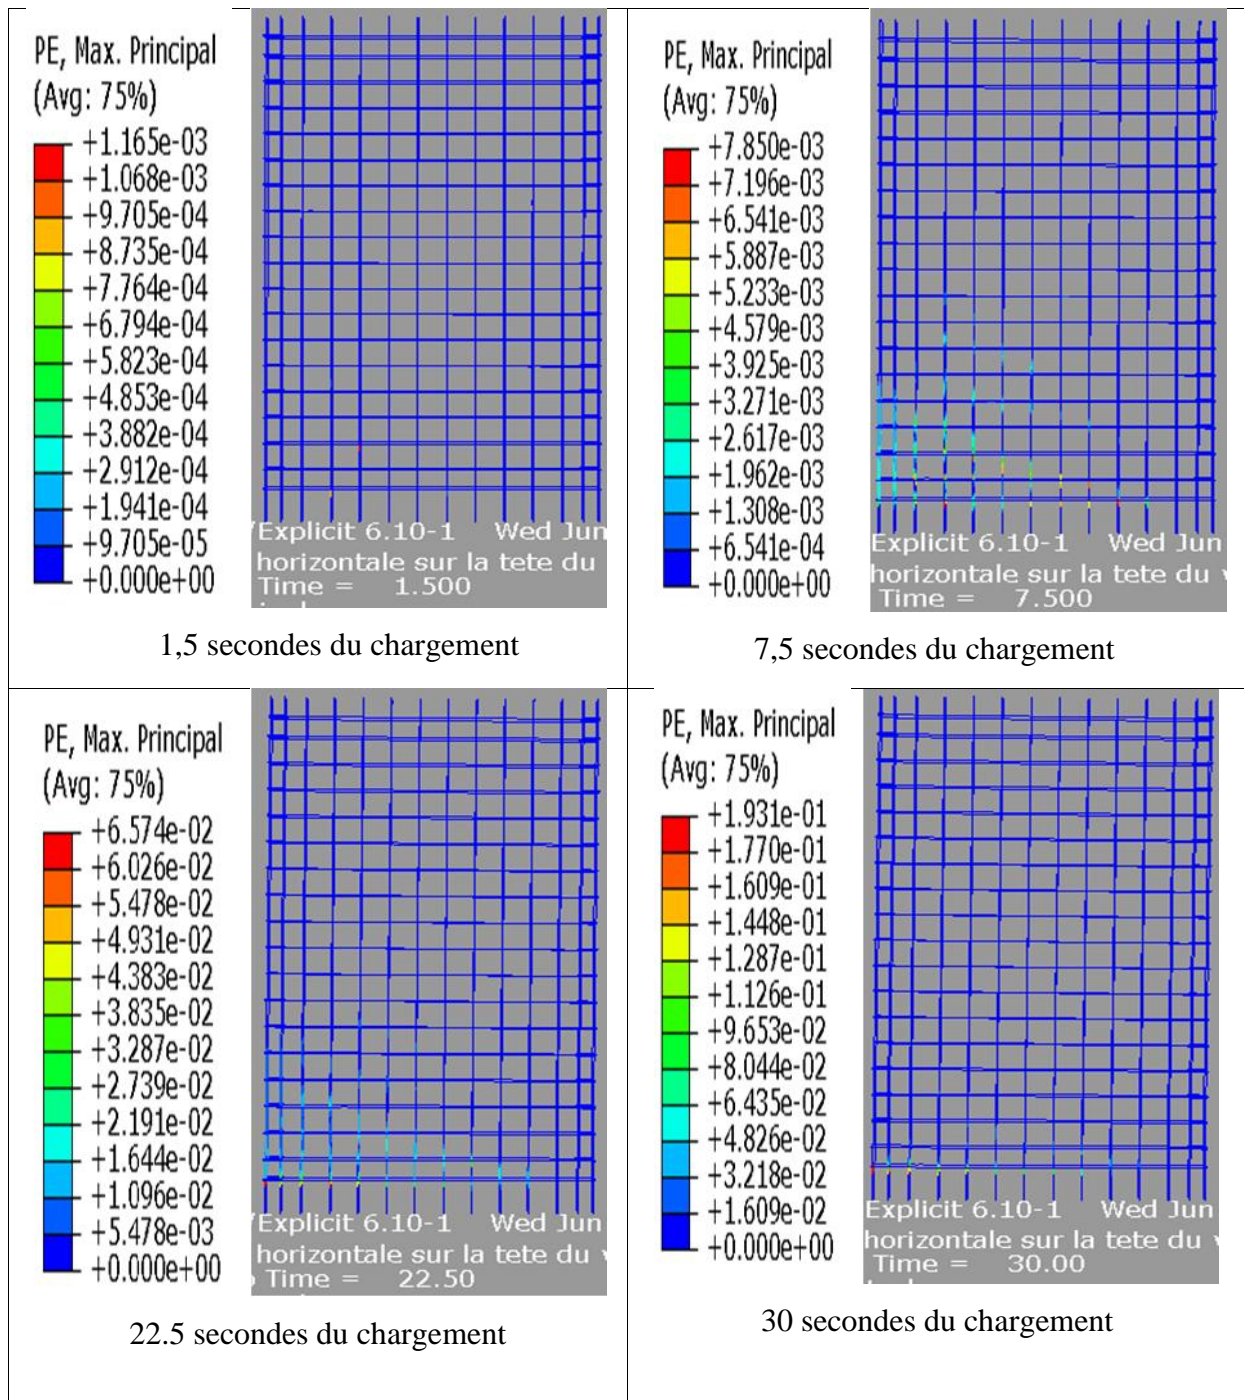 PE, Max. Principal
(Avg: 75%)
+1.165e-03
+1.068e-03
+9.705e-04
+8.735e-04
+7.764e-04
+6.794e-04
+5.823e-04
+4.853e-04
+3.882e-04
+2.912e-04
+1.941e-04
+9.705e-05
+0.000e+00
/Explicit 6.10-1 Wed Jun
horizontale sur la tete du
Time = 1.500
1,5 secondes du chargement
PE, Max. Principal
(Avg: 75%)
+7.850e-03
+7.196e-03
+6.541e-03
+5.887e-03
+5.233e-03
+4.579e-03
+3.925e-03
+3.271e-03
+2.617e-03
+1.962e-03
+1.308e-03
+6.541e-04
+0.000e+00
Explicit 6.10-1 Wed Jun
horizontale sur la tete du
Time = 7.500
7,5 secondes du chargement
PE, Max. Principal
(Avg: 75%)
+6.574e-02
+6.026e-02
+5.478e-02
+4.931e-02
+4.383e-02
+3.835e-02
+3.287e-02
+2.739e-02
+2.191e-02
+1.644e-02
+1.096e-02
+5.478e-03
+0.000e+00
/Explicit 6.10-1 Wed Jun
horizontale sur la tete du
Time = 22.50
22.5 secondes du chargement
PE, Max. Principal
(Avg: 75%)
+1.931e-01
+1.770e-01
+1.609e-01
+1.448e-01
+1.287e-01
+1.126e-01
+9.653e-02
+8.044e-02
+6.435e-02
+4.826e-02
+3.218e-02
+1.609e-02
+0.000e+00
Explicit 6.10-1 Wed Jun
horizontale sur la tete du
Time = 30.00
30 secondes du chargement